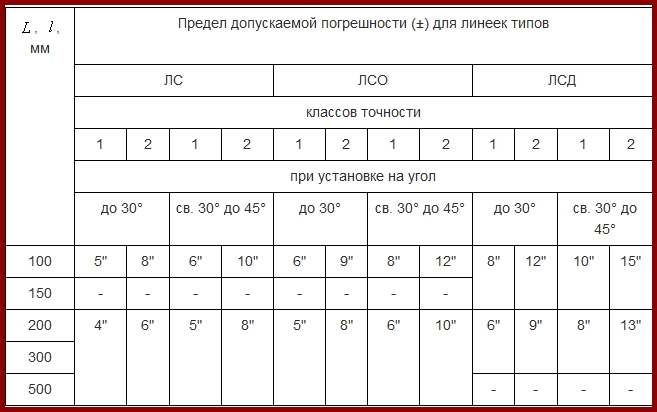 L, l, мм
Предел допускаемой погрешности (±) для линеек типов
ЛС ЛСО ЛСД
классов точности
1 2 1 2 1 2 1 2 1 2 1 2
при установке на угол
до 30° св. 30° до 45° до 30° св. 30° до 45° до 30° св. 30° до 45°
100 5" 8" 6" 10" 6" 9" 8" 12" 8" 12" 10" 15"
150 - - - - - - - -
200 4" 6" 5" 8" 5" 8" 6" 10" 6" 9" 8" 13"
300
500 - - - -